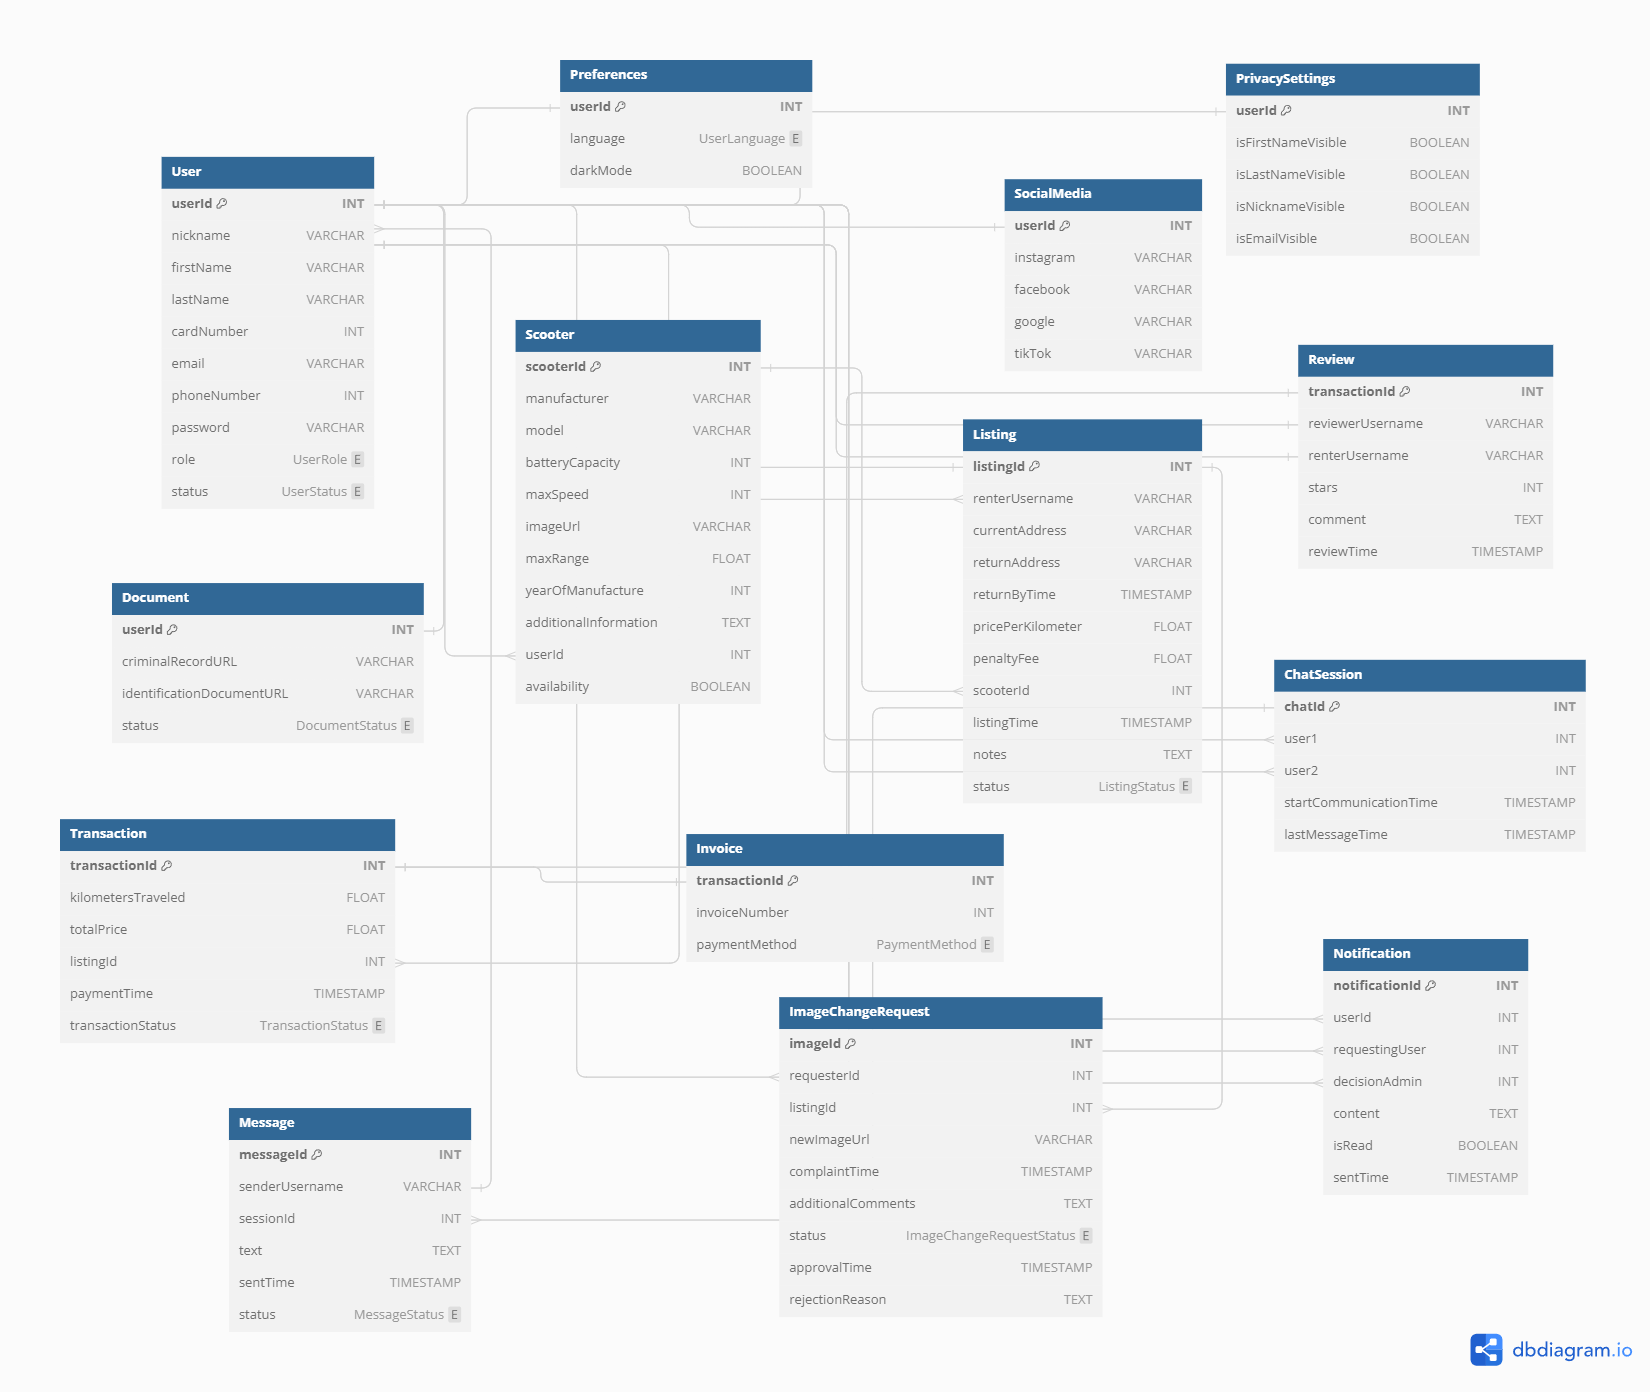 Preferences
userId INT
language UserLanguage E
darkMode BOOLEAN
PrivacySettings
userId INT
isFirstNameVisible BOOLEAN
isLastNameVisible BOOLEAN
isNicknameVisible BOOLEAN
isEmailVisible BOOLEAN
User
userId INT
nickname VARCHAR
firstName VARCHAR
lastName VARCHAR
cardNumber INT
email VARCHAR
phoneNumber INT
password VARCHAR
role UserRole E
status UserStatus E
SocialMedia
userId INT
instagram VARCHAR
facebook VARCHAR
google VARCHAR
tikTok VARCHAR
Scooter
scooterId INT
manufacturer VARCHAR
model VARCHAR
batteryCapacity INT
maxSpeed INT
imageUrl VARCHAR
maxRange FLOAT
yearOfManufacture INT
additionalInformation TEXT
userId INT
availability BOOLEAN
Review
transactionId INT
reviewerUsername VARCHAR
renterUsername VARCHAR
stars INT
comment TEXT
reviewTime TIMESTAMP
Listing
listingId INT
renterUsername VARCHAR
currentAddress VARCHAR
returnAddress VARCHAR
returnByTime TIMESTAMP
pricePerKilometer FLOAT
penaltyFee FLOAT
scooterId INT
listingTime TIMESTAMP
notes TEXT
status ListingStatus E
Document
userId INT
criminalRecordURL VARCHAR
identificationDocumentURL VARCHAR
status DocumentStatus E
ChatSession
chatId INT
user1 INT
user2 INT
startCommunicationTime TIMESTAMP
lastMessageTime TIMESTAMP
Transaction
transactionId INT
kilometersTraveled FLOAT
totalPrice FLOAT
listingId INT
paymentTime TIMESTAMP
transactionStatus TransactionStatus E
Invoice
transactionId INT
invoiceNumber INT
paymentMethod PaymentMethod E
Notification
notificationId INT
userId INT
requestingUser INT
decisionAdmin INT
content TEXT
isRead BOOLEAN
sentTime TIMESTAMP
ImageChangeRequest
imageId INT
requesterId INT
listingId INT
newImageUrl VARCHAR
complaintTime TIMESTAMP
additionalComments TEXT
status ImageChangeRequestStatus E
approvalTime TIMESTAMP
rejectionReason TEXT
Message
messageId INT
senderUsername VARCHAR
sessionId INT
text TEXT
sentTime TIMESTAMP
status MessageStatus E
dbdiagram.io